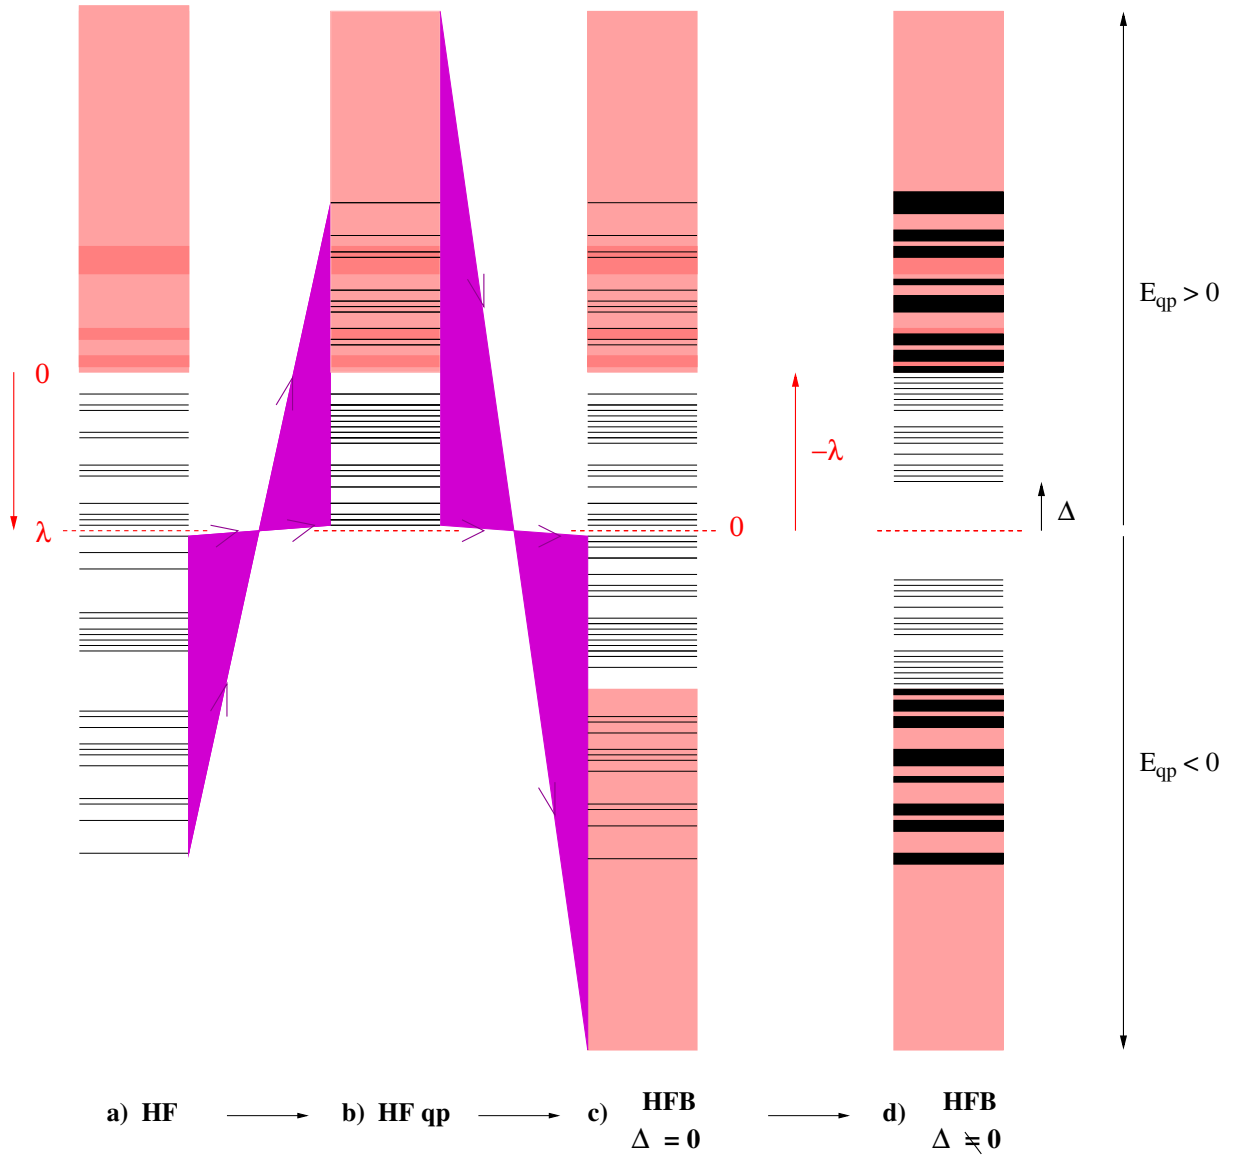 E_qp > 0
0
−λ
λ
0
Δ
E_qp < 0
a) HF
b) HF qp
c) HFB
Δ = 0
d) HFB
Δ ≠ 0